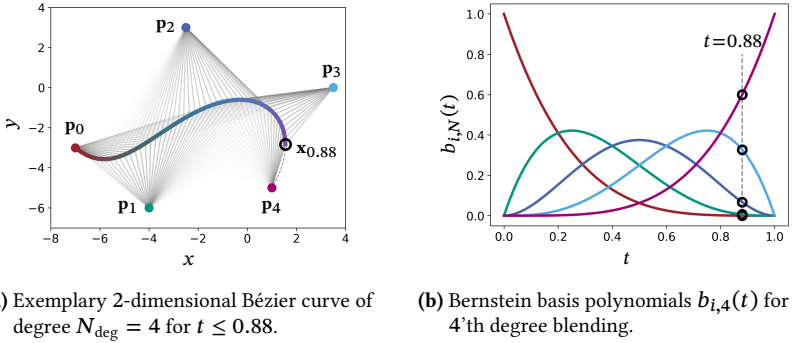 4
2
0
−2
−4
−6
y
p2
p3
p0
x0.88
p1
p4
−8 −6 −4 −2 0 2 4
x
1.0
0.8
0.6
0.4
0.2
0.0
bi,N(t)
t=0.88
0.0 0.2 0.4 0.6 0.8 1.0
t
) Exemplary 2-dimensional Bézier curve of
degree Ndeg = 4 for t ≤ 0.88.
(b) Bernstein basis polynomials bi,4(t) for
4’th degree blending.